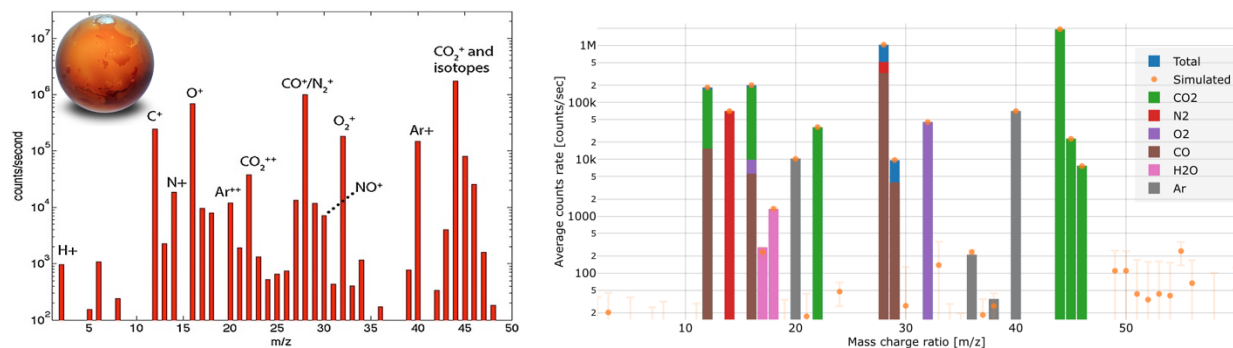 10⁷
10⁶
10⁵
10⁴
10³
10²
counts/second
H+
C⁺
N+
O⁺
Ar⁺⁺
CO₂⁺⁺
CO⁺/N₂⁺
O₂⁺
NO⁺
Ar+
CO₂⁺ and
isotopes
5 10 15 20 25 30 35 40 45 50
m/z
Average counts rate [counts/sec]
1M
5
2
100k
5
2
10k
5
2
1000
5
2
100
5
2
Total
Simulated
CO2
N2
O2
CO
H2O
Ar
10 20 30 40 50
Mass charge ratio [m/z]